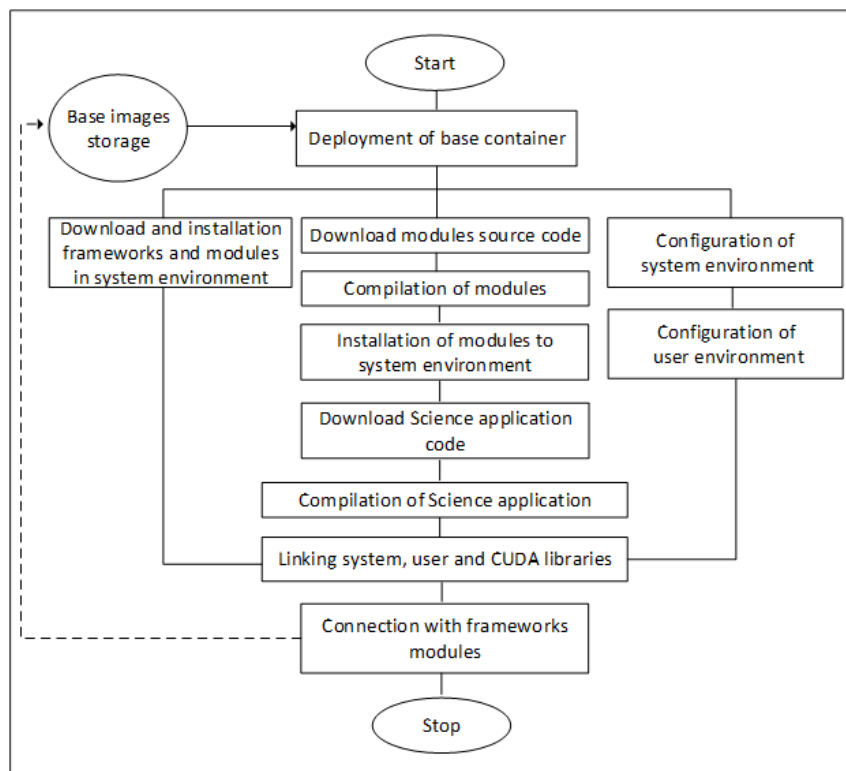 Start
Base images
storage
Deployment of base container
Download and installation
frameworks and modules
in system environment
Download modules source code
Configuration of
system environment
Compilation of modules
Installation of modules to
system environment
Configuration of
user environment
Download Science application
code
Compilation of Science application
Linking system, user and CUDA libraries
Connection with frameworks
modules
Stop